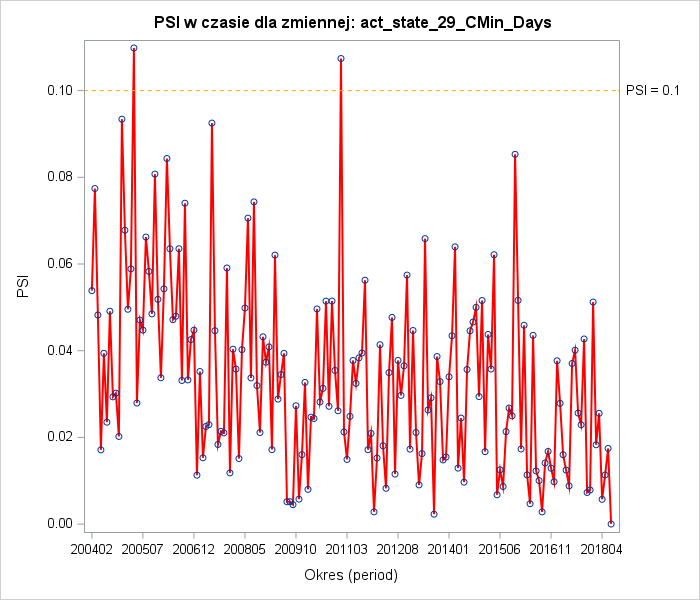 PSI w czasie dla zmiennej: act_state_29_CMin_Days
0.10
PSI = 0.1
0.08
0.06
0.04
0.02
0.00
PSI
200402 200507 200612 200805 200910 201103 201208 201401 201506 201611 201804
Okres (period)